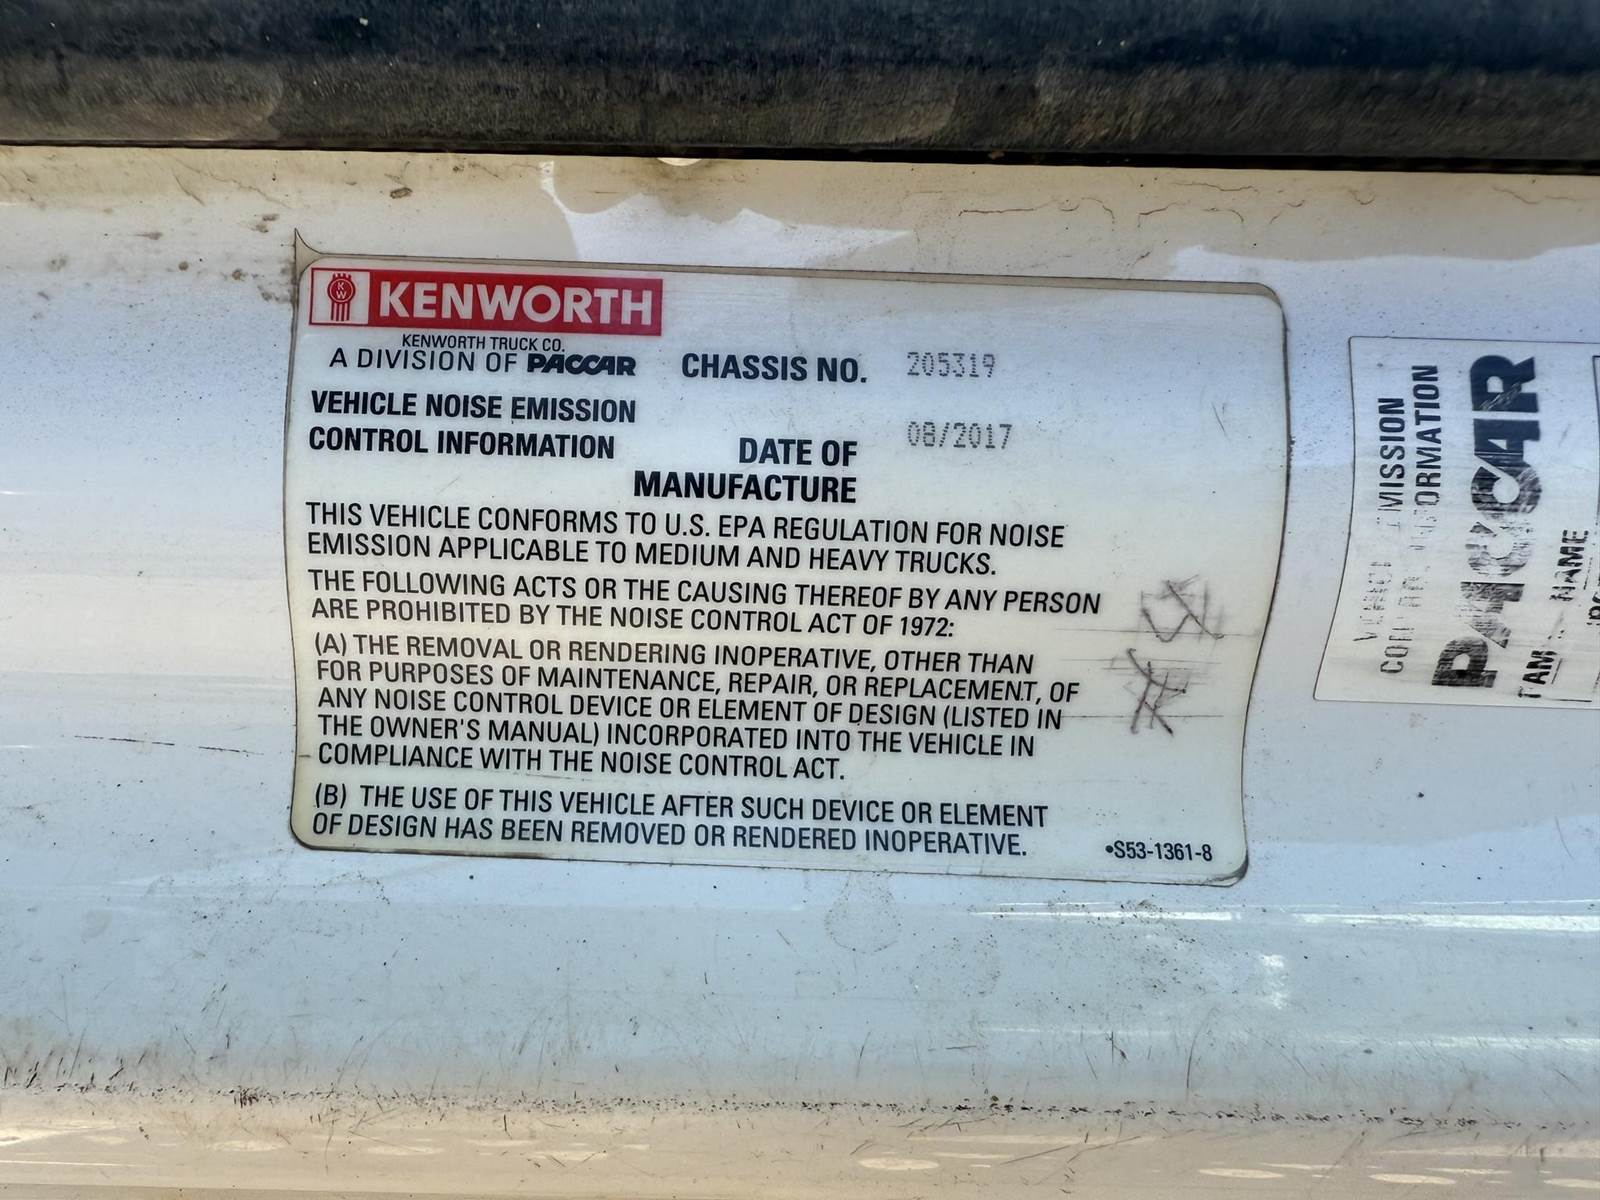 KW
KENWORTH
KENWORTH TRUCK CO.
A DIVISION OF PACCAR
CHASSIS NO. 205319
VEHICLE NOISE EMISSION
CONTROL INFORMATION
DATE OF
MANUFACTURE
08/2017
THIS VEHICLE CONFORMS TO U.S. EPA REGULATION FOR NOISE
EMISSION APPLICABLE TO MEDIUM AND HEAVY TRUCKS.
THE FOLLOWING ACTS OR THE CAUSING THEREOF BY ANY PERSON
ARE PROHIBITED BY THE NOISE CONTROL ACT OF 1972:
(A) THE REMOVAL OR RENDERING INOPERATIVE, OTHER THAN
FOR PURPOSES OF MAINTENANCE, REPAIR, OR REPLACEMENT, OF
ANY NOISE CONTROL DEVICE OR ELEMENT OF DESIGN (LISTED IN
THE OWNER'S MANUAL) INCORPORATED INTO THE VEHICLE IN
COMPLIANCE WITH THE NOISE CONTROL ACT.
(B) THE USE OF THIS VEHICLE AFTER SUCH DEVICE OR ELEMENT
OF DESIGN HAS BEEN REMOVED OR RENDERED INOPERATIVE.
•S53-1361-8
PACCAR
NAME